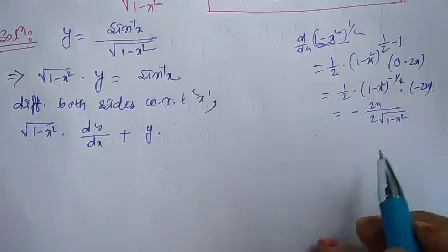 Solⁿ: y = sin⁻¹x / √(1-x²)
⇒ √(1-x²) · y = sin⁻¹x
diff. both sides w.r.t 'x',
√(1-x²) · dy/dx + y.
d/dx (1-x²)^(1/2)
= 1/2 · (1-x²)^(1/2 - 1) (0-2x)
= 1/2 · (1-x²)^(-1/2) · (-2x)
= - 2x / 2√(1-x²)